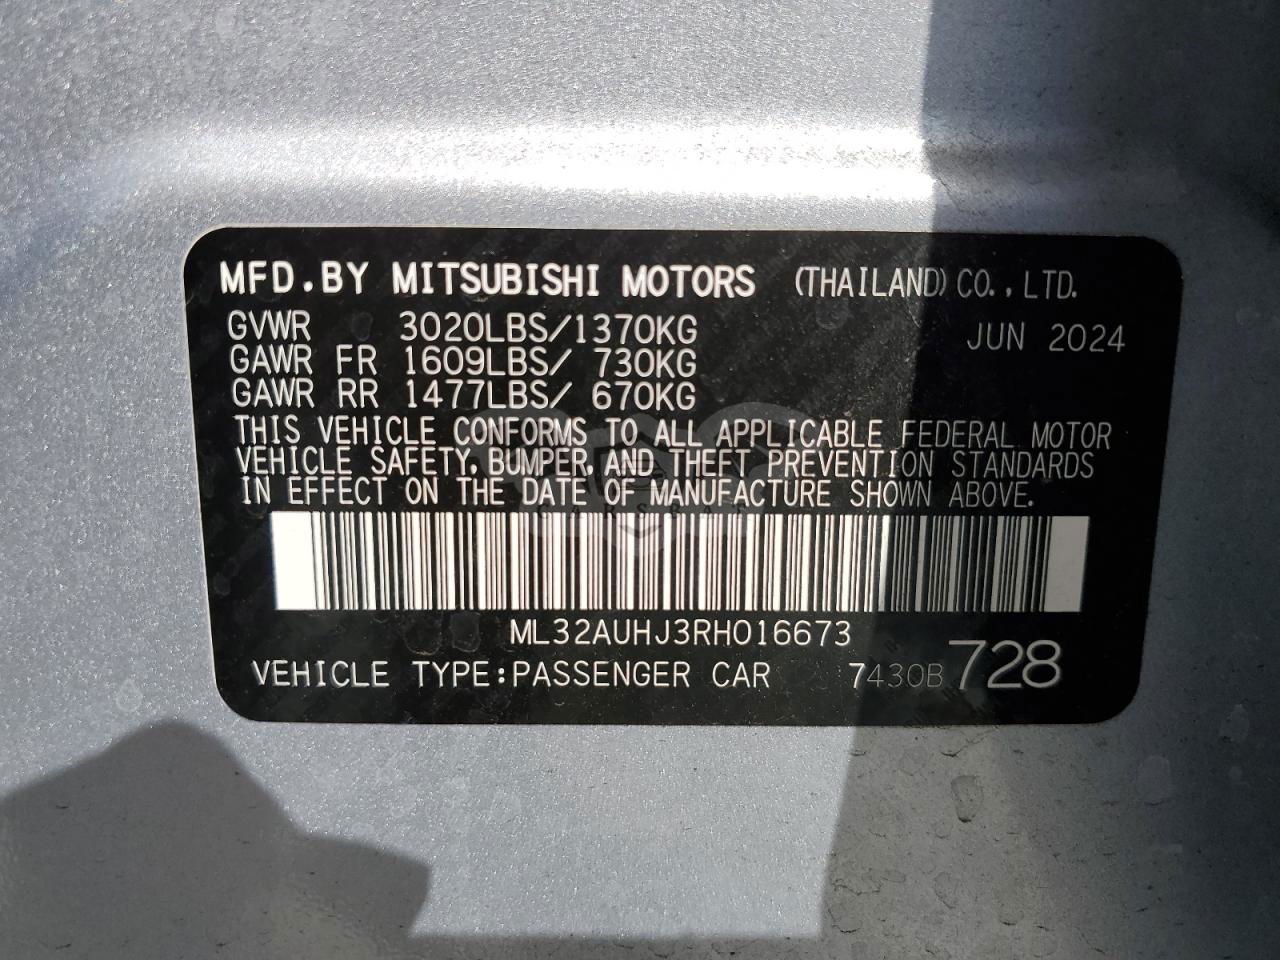 MFD.BY MITSUBISHI MOTORS (THAILAND) CO.,LTD.
GVWR 3020LBS/1370KG JUN 2024
GAWR FR 1609LBS/ 730KG
GAWR RR 1477LBS/ 670KG
THIS VEHICLE CONFORMS TO ALL APPLICABLE FEDERAL MOTOR
VEHICLE SAFETY, BUMPER, AND THEFT PREVENTION STANDARDS
IN EFFECT ON THE DATE OF MANUFACTURE SHOWN ABOVE.
CARSBAR
ML32AUHJ3RH016673
VEHICLE TYPE:PASSENGER CAR 7430B 728